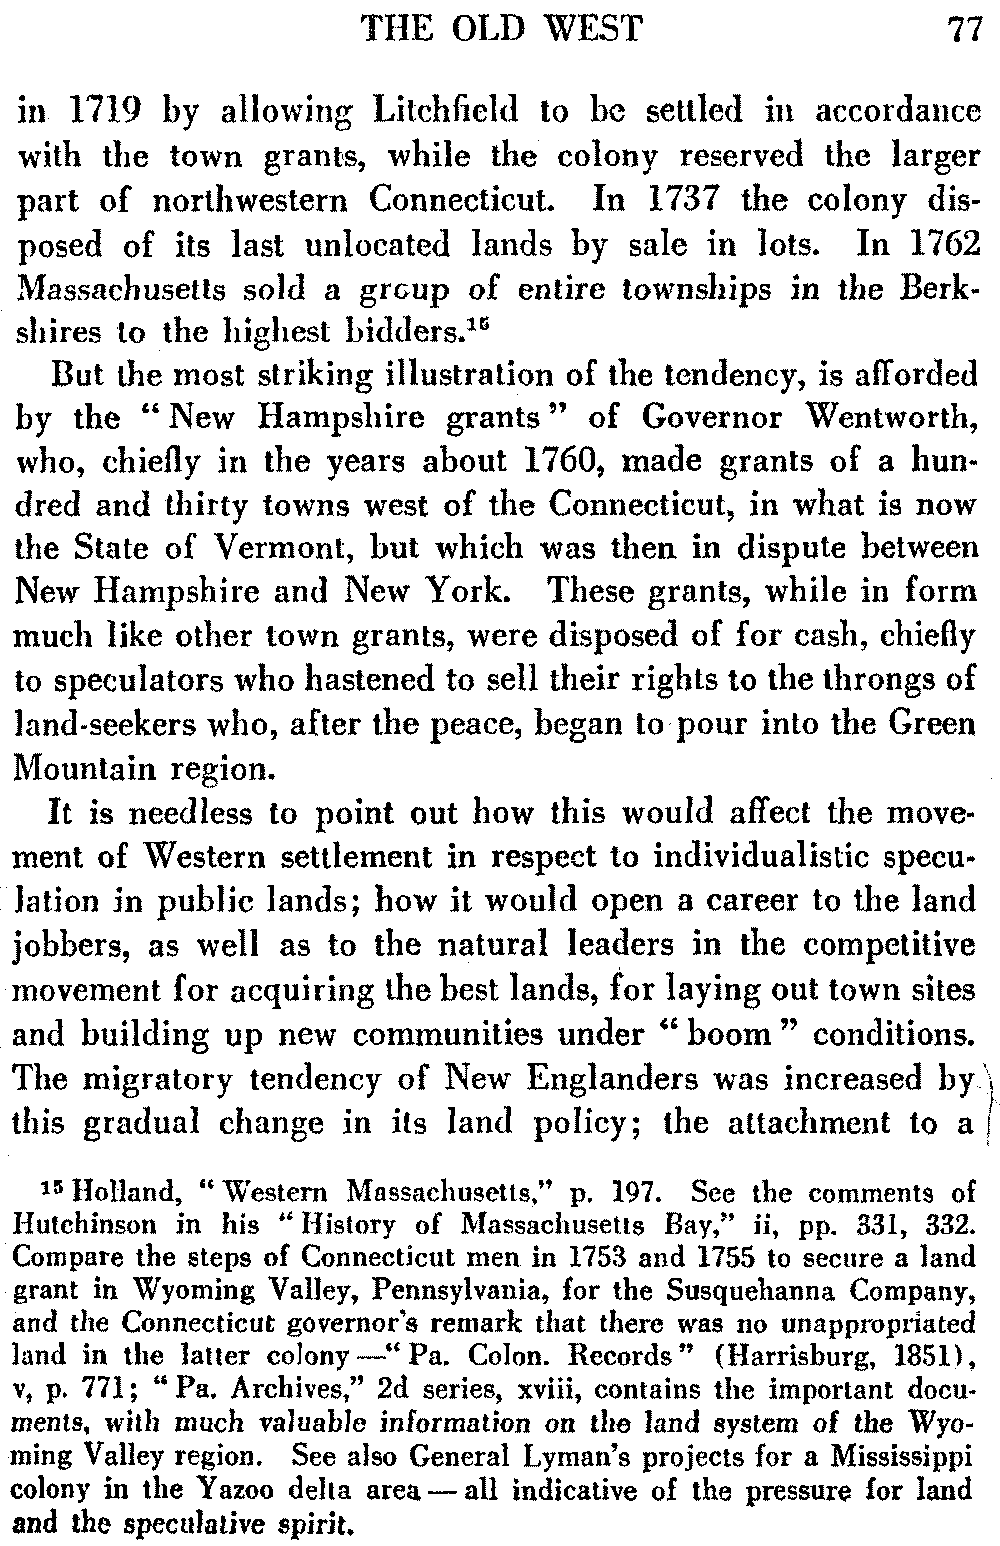 THE OLD WEST 77
in 1719 by allowing Litchfield to be settled in accordance
with the town grants, while the colony reserved the larger
part of northwestern Connecticut. In 1737 the colony dis-
posed of its last unlocated lands by sale in lots. In 1762
Massachusetts sold a group of entire townships in the Berk-
shires to the highest bidders.¹⁵
But the most striking illustration of the tendency, is afforded
by the “ New Hampshire grants ” of Governor Wentworth,
who, chiefly in the years about 1760, made grants of a hun-
dred and thirty towns west of the Connecticut, in what is now
the State of Vermont, but which was then in dispute between
New Hampshire and New York. These grants, while in form
much like other town grants, were disposed of for cash, chiefly
to speculators who hastened to sell their rights to the throngs of
land-seekers who, after the peace, began to pour into the Green
Mountain region.
It is needless to point out how this would affect the move-
ment of Western settlement in respect to individualistic specu-
lation in public lands; how it would open a career to the land
jobbers, as well as to the natural leaders in the competitive
movement for acquiring the best lands, for laying out town sites
and building up new communities under “ boom ” conditions.
The migratory tendency of New Englanders was increased by
this gradual change in its land policy; the attachment to a
¹⁵ Holland, “ Western Massachusetts,” p. 197. See the comments of
Hutchinson in his “ History of Massachusetts Bay,” ii, pp. 331, 332.
Compare the steps of Connecticut men in 1753 and 1755 to secure a land
grant in Wyoming Valley, Pennsylvania, for the Susquehanna Company,
and the Connecticut governor's remark that there was no unappropriated
land in the latter colony —“ Pa. Colon. Records ” (Harrisburg, 1851),
v, p. 771; “ Pa. Archives,” 2d series, xviii, contains the important docu-
ments, with much valuable information on the land system of the Wyo-
ming Valley region. See also General Lyman's projects for a Mississippi
colony in the Yazoo delta area — all indicative of the pressure for land
and the speculative spirit.